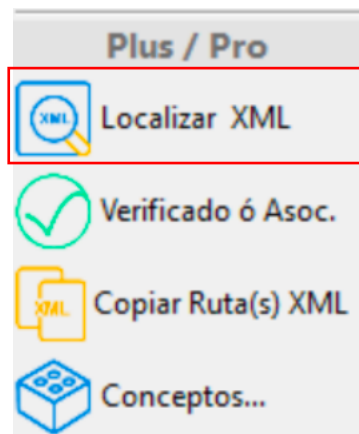 Plus / Pro
XML
Localizar XML
Verificado ó Asoc.
XML
Copiar Ruta(s) XML
Conceptos...